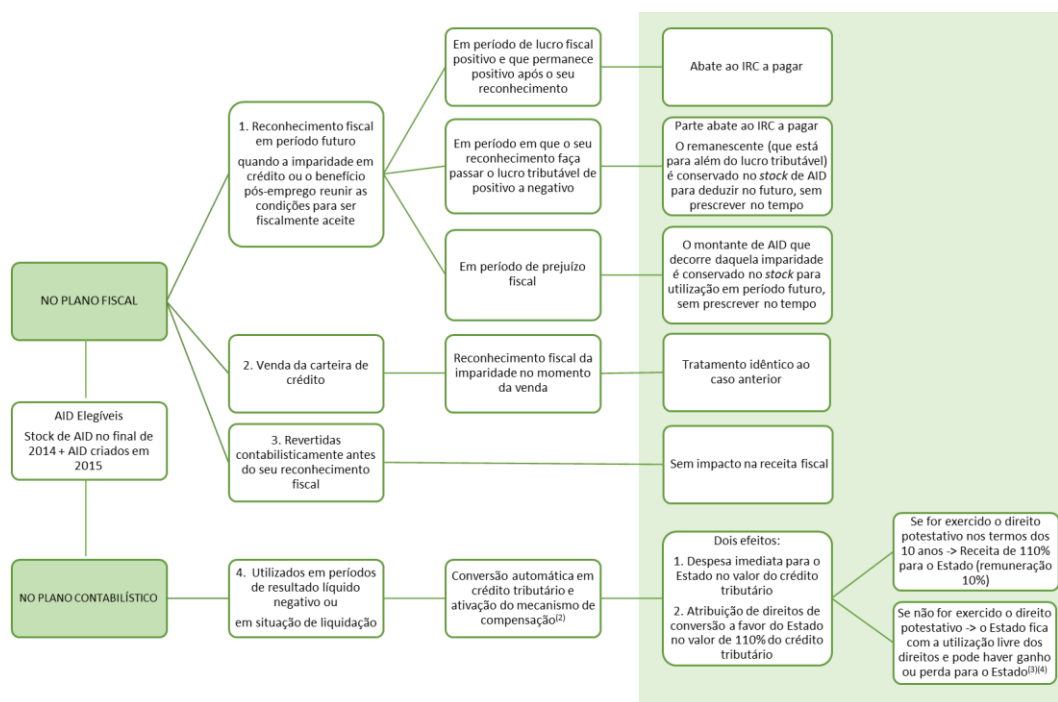 Em período de lucro fiscal
positivo e que permanece
positivo após o seu
reconhecimento
Abate ao IRC a pagar
1. Reconhecimento fiscal
em período futuro
quando a imparidade em
crédito ou o benefício
pós-emprego reunir as
condições para ser
fiscalmente aceite
Em período em que o seu
reconhecimento faça
passar o lucro tributável de
positivo a negativo
Parte abate ao IRC a pagar
O remanescente (que está
para além do lucro tributável)
é conservado no stock de AID
para deduzir no futuro, sem
prescrever no tempo
Em período de prejuízo
fiscal
O montante de AID que
decorre daquela imparidade
é conservado no stock para
utilização em período futuro,
sem prescrever no tempo
NO PLANO FISCAL
2. Venda da carteira de
crédito
Reconhecimento fiscal da
imparidade no momento
da venda
Tratamento idêntico ao
caso anterior
AID Elegíveis
Stock de AID no final de
2014 + AID criados em
2015
3. Revertidas
contabilisticamente antes
do seu reconhecimento
fiscal
Sem impacto na receita fiscal
NO PLANO CONTABILÍSTICO
4. Utilizados em períodos
de resultado líquido
negativo ou
em situação de liquidação
Conversão automática em
crédito tributário e
ativação do mecanismo de
compensação(2)
Dois efeitos:
1. Despesa imediata para o
Estado no valor do crédito
tributário
2. Atribuição de direitos de
conversão a favor do Estado
no valor de 110% do crédito
tributário
Se for exercido o direito
potestativo nos termos dos
10 anos -> Receita de 110%
para o Estado (remuneração
10%)
Se não for exercido o direito
potestativo -> o Estado fica
com a utilização livre dos
direitos e pode haver ganho
ou perda para o Estado(3)(4)